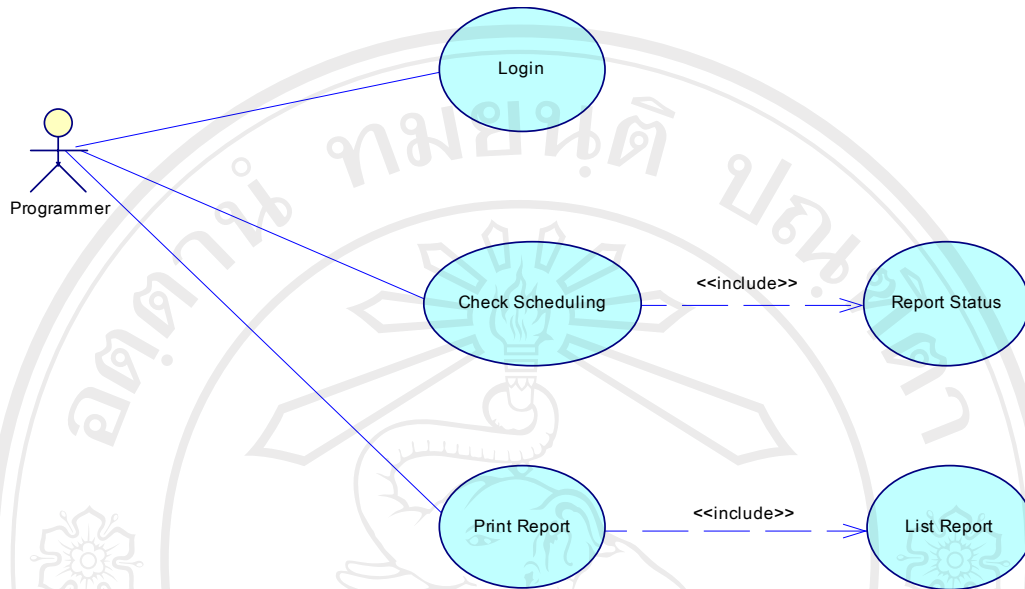 Login
Programmer
Check Scheduling
<<include>>
Report Status
Print Report
<<include>>
List Report